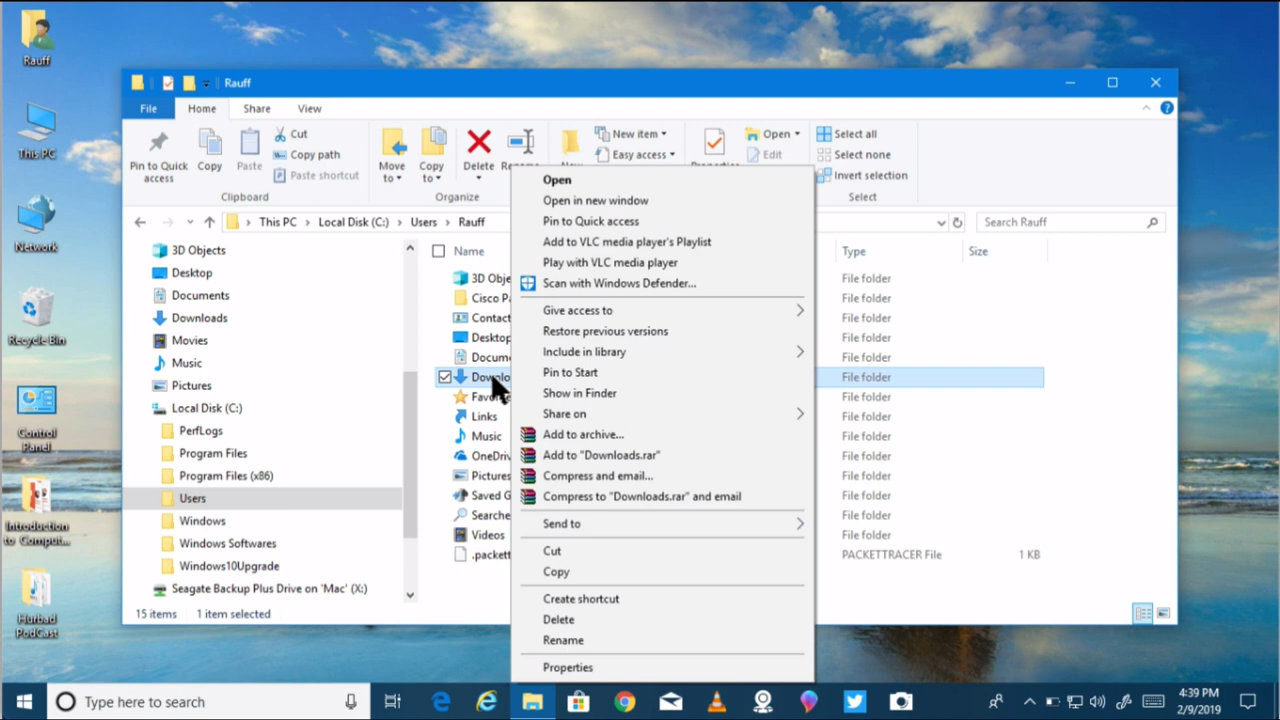 Rauff
This PC
Network
Recycle Bin
Control
Panel
Introduction
to Comput...
Hurbad
PodCast
Rauff
File
Home
Share
View
Pin to Quick
access
Copy
Paste
Cut
Copy path
Paste shortcut
Clipboard
Move
to
Copy
to
Delete
Organize
New item
Easy access
Open
Edit
Select all
Select none
Invert selection
Select
This PC > Local Disk (C:) > Users > Rauff
Search Rauff
3D Objects
Desktop
Documents
Downloads
Movies
Music
Pictures
Local Disk (C:)
PerfLogs
Program Files
Program Files (x86)
Users
Windows
Windows Softwares
Windows10Upgrade
Seagate Backup Plus Drive on 'Mac' (X:)
Name
Type
Size
3D Obje
Cisco P
Contact
Desktop
Docum
Downlo
Favo
Links
Music
OneDriv
Pictures
Saved G
Searche
Videos
.packett
File folder
File folder
File folder
File folder
File folder
File folder
File folder
File folder
File folder
File folder
File folder
File folder
File folder
File folder
PACKETTRACER File
1 KB
Open
Open in new window
Pin to Quick access
Add to VLC media player's Playlist
Play with VLC media player
Scan with Windows Defender...
Give access to
Restore previous versions
Include in library
Pin to Start
Show in Finder
Share on
Add to archive...
Add to "Downloads.rar"
Compress and email...
Compress to "Downloads.rar" and email
Send to
Cut
Copy
Create shortcut
Delete
Rename
Properties
15 items
1 item selected
Type here to search
4:39 PM
2/9/2019